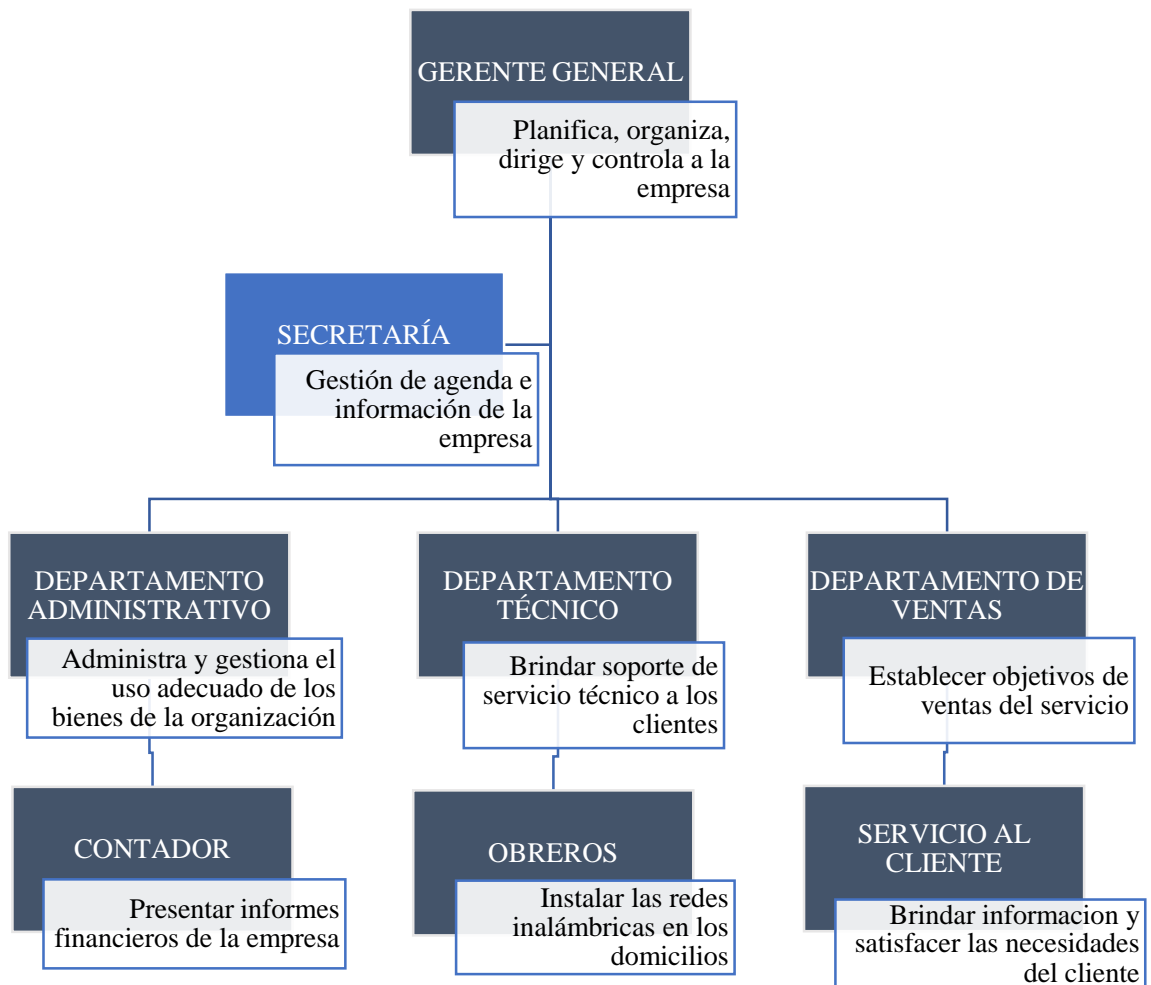 GERENTE GENERAL
Planifica, organiza,
dirige y controla a la
empresa
SECRETARÍA
Gestión de agenda e
información de la
empresa
DEPARTAMENTO
ADMINISTRATIVO
Administra y gestiona el
uso adecuado de los
bienes de la organización
DEPARTAMENTO
TÉCNICO
Brindar soporte de
servicio técnico a los
clientes
DEPARTAMENTO DE
VENTAS
Establecer objetivos de
ventas del servicio
CONTADOR
Presentar informes
financieros de la empresa
OBREROS
Instalar las redes
inalámbricas en los
domicilios
SERVICIO AL
CLIENTE
Brindar informacion y
satisfacer las necesidades
del cliente